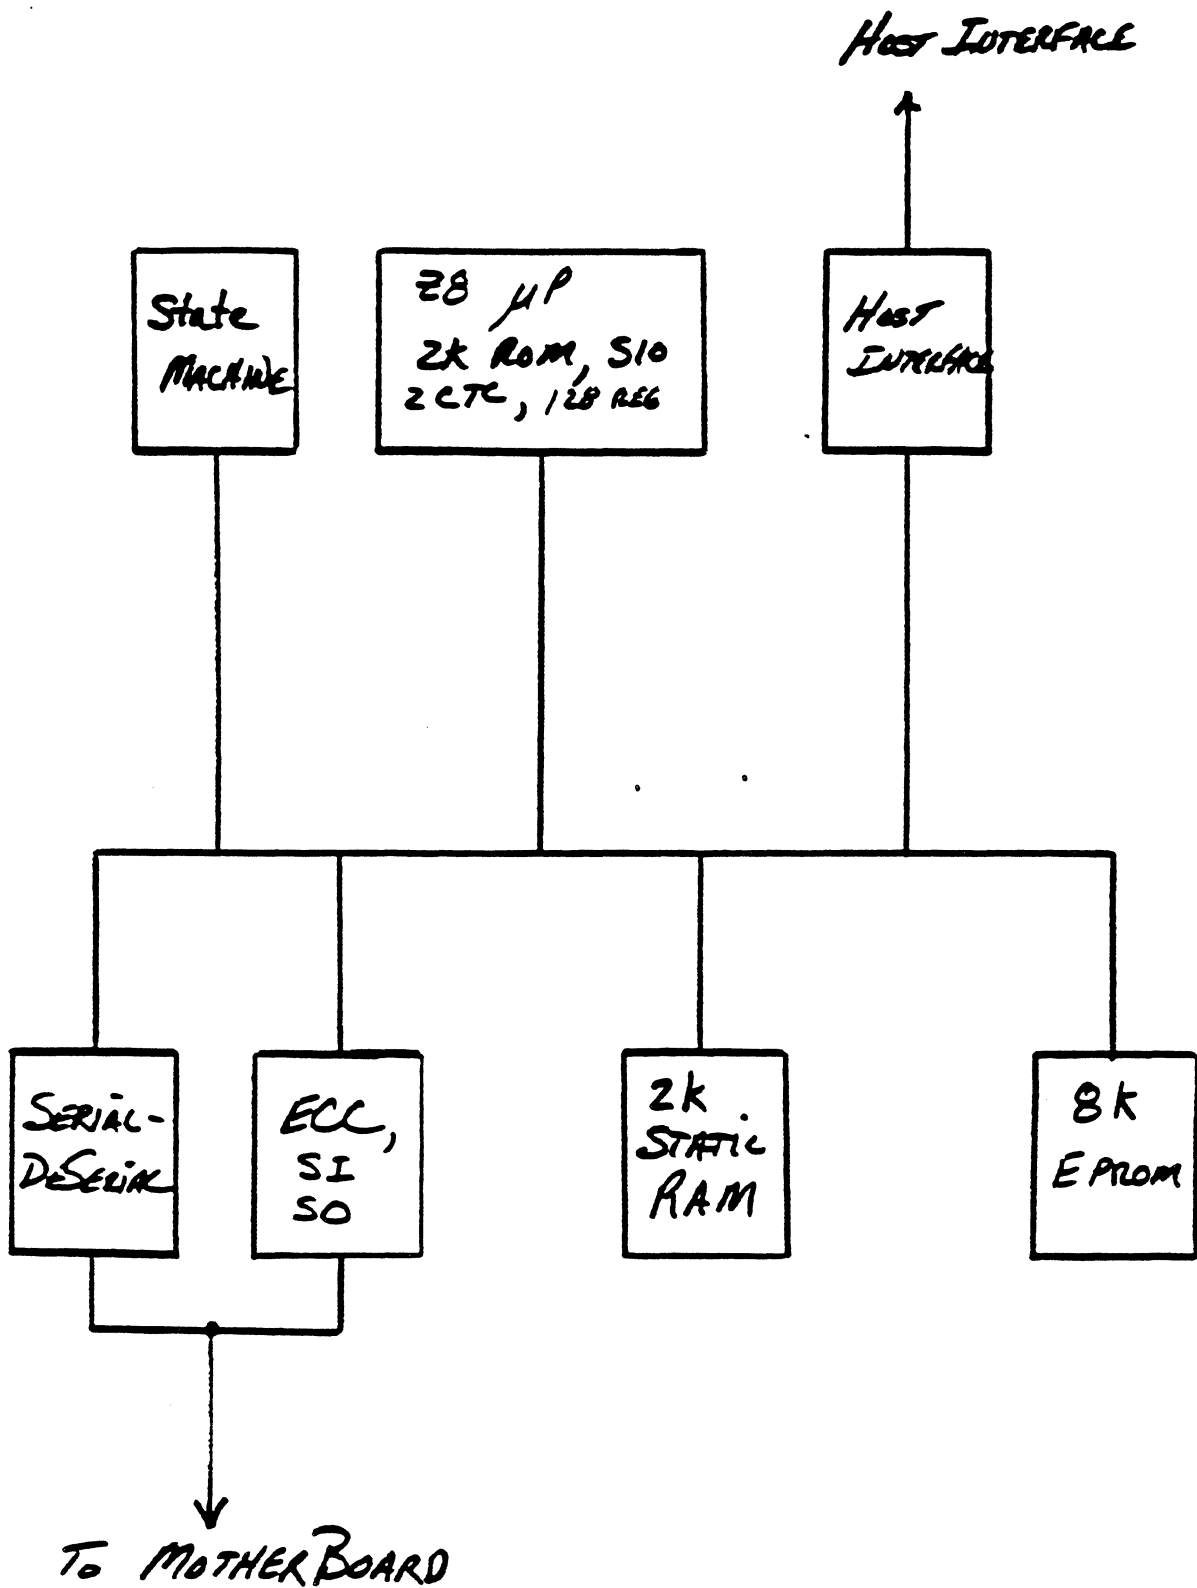 HOST INTERFACE
State
MACHINE
Z8 μP
2K ROM, SIO
2 CTC, 128 REG
HOST
INTERFACE
SERIAL-
DESERIAL
ECC,
SI
SO
2K
STATIC
RAM
8K
EPROM
To MOTHERBOARD